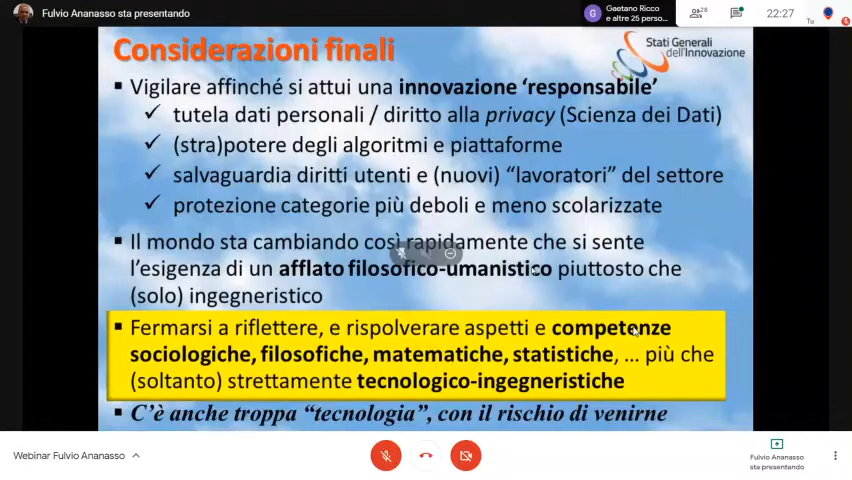 Fulvio Ananasso sta presentando
Gaetano Ricco
e altre 25 perso...
28
22:27
Tu
G
Considerazioni finali
Stati Generali
dell'Innovazione
▪ Vigilare affinché si attui una innovazione ‘responsabile’
✓ tutela dati personali / diritto alla privacy (Scienza dei Dati)
✓ (stra)potere degli algoritmi e piattaforme
✓ salvaguardia diritti utenti e (nuovi) “lavoratori” del settore
✓ protezione categorie più deboli e meno scolarizzate
▪ Il mondo sta cambiando così rapidamente che si sente
l’esigenza di un afflato filosofico-umanistico piuttosto che
(solo) ingegneristico
▪ Fermarsi a riflettere, e rispolverare aspetti e competenze
sociologiche, filosofiche, matematiche, statistiche, ... più che
(soltanto) strettamente tecnologico-ingegneristiche
▪ C’è anche troppa “tecnologia”, con il rischio di venirne
Webinar Fulvio Ananasso
Fulvio Ananasso
sta presentando